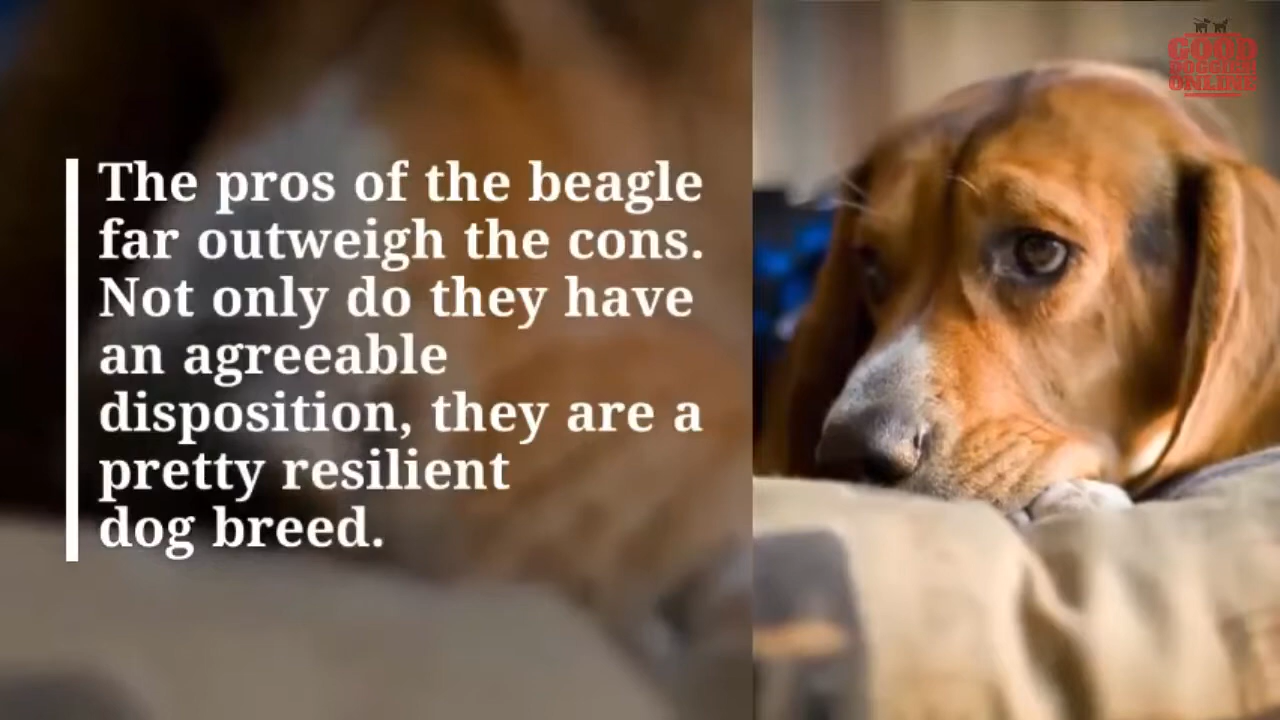 The pros of the beagle
far outweigh the cons.
Not only do they have
an agreeable
disposition, they are a
pretty resilient
dog breed.
GOOD
DOGGIES
ONLINE